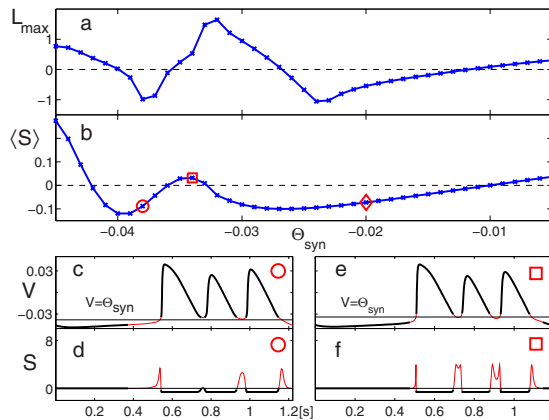 L_max
a
1
0
-1
⟨S⟩
b
0.1
0
-0.1
-0.04 -0.03 -0.02 -0.01
Θ_syn
c e
V
0.03
V=Θ_syn V=Θ_syn
-0.03
d f
S
8
0
0.2 0.4 0.6 0.8 1 1.2[s] 0.2 0.4 0.6 0.8 1